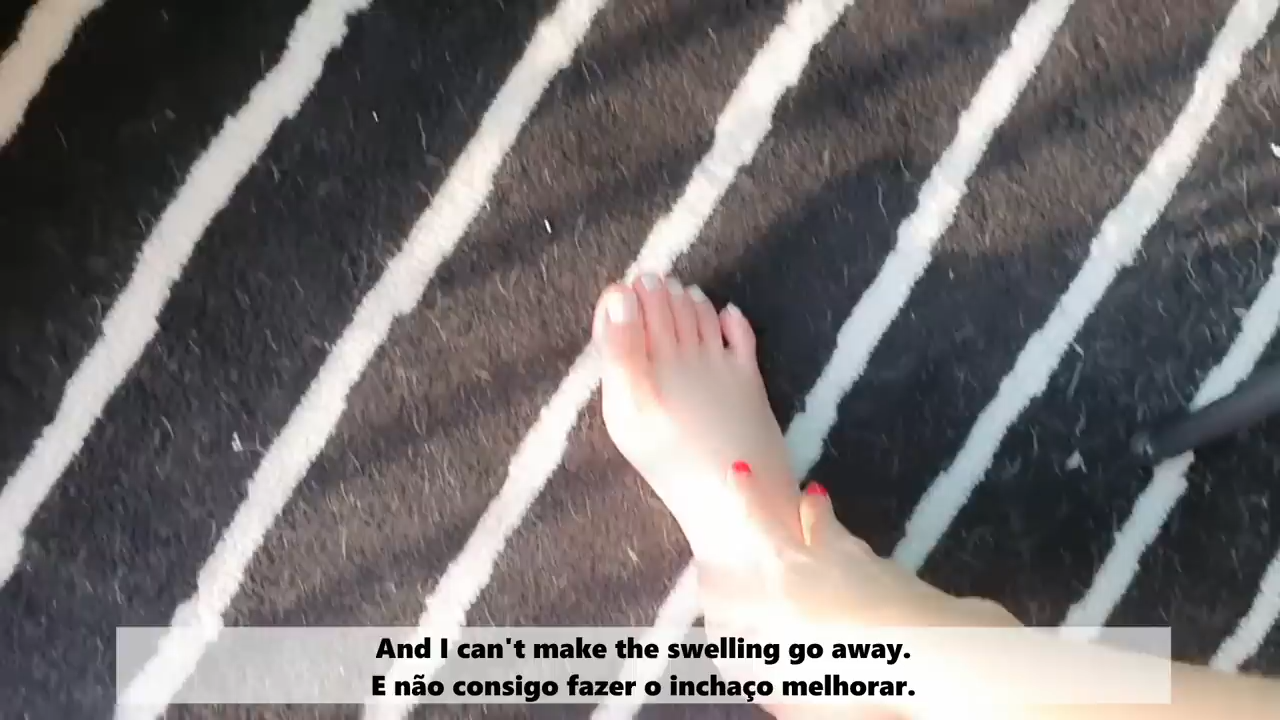 And I can't make the swelling go away.
E não consigo fazer o inchaço melhorar.